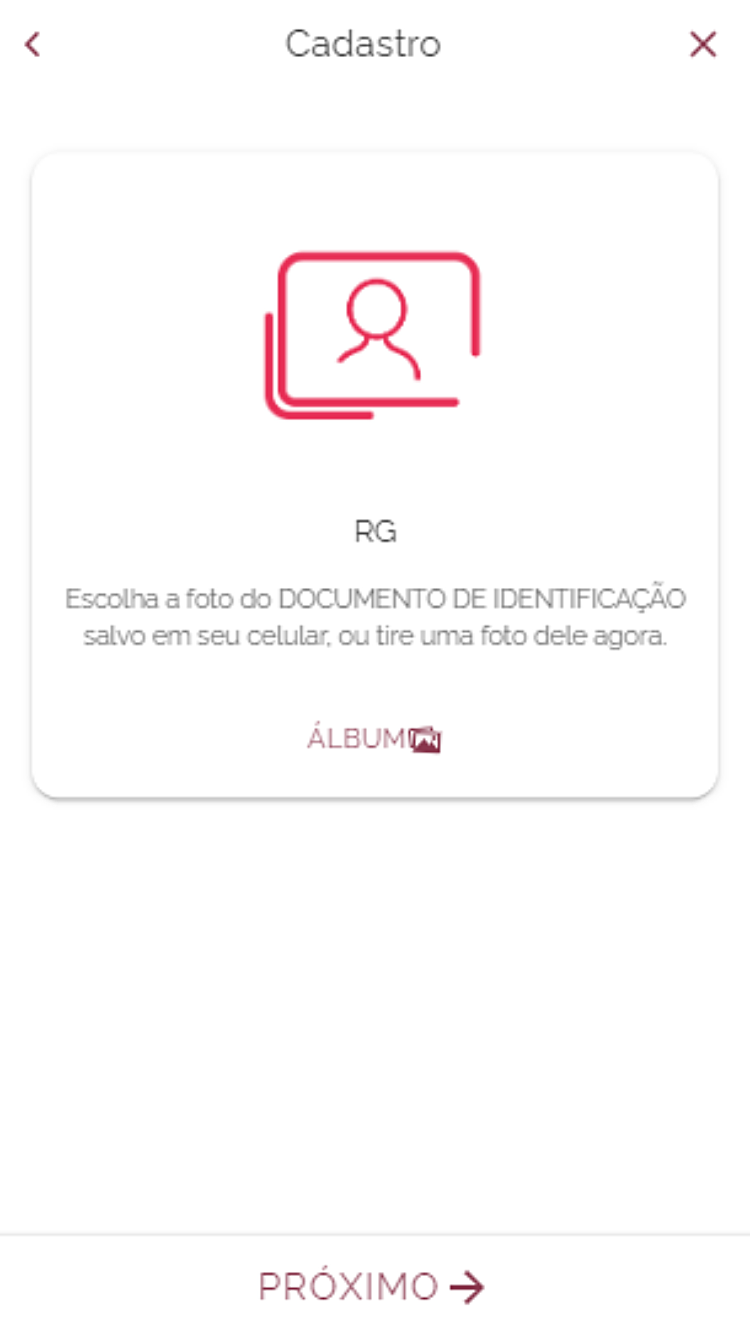 Cadastro
RG
Escolha a foto do DOCUMENTO DE IDENTIFICAÇÃO
salvo em seu celular, ou tire uma foto dele agora.
ÁLBUM
PRÓXIMO